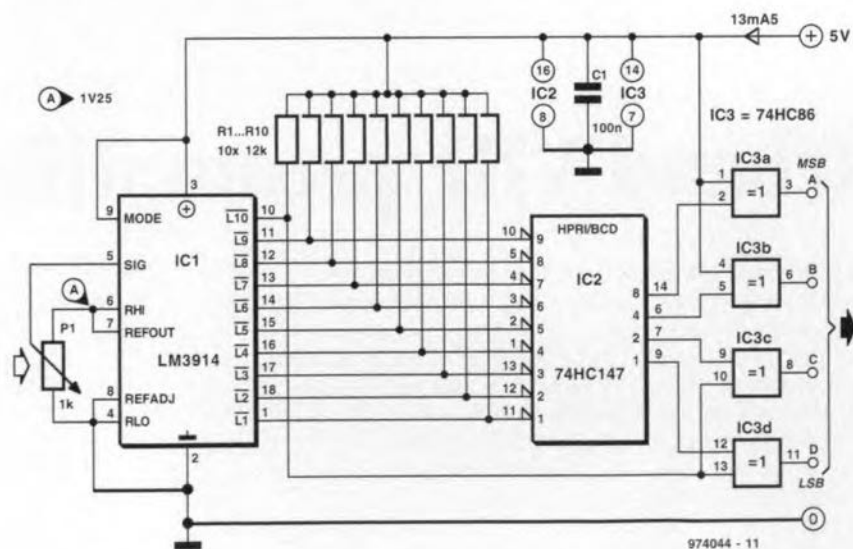 13mA5
+ 5V
A 1V25
R1...R10
10x 12k
16
IC2
8
C1
100n
14
IC3
7
IC3 = 74HC86
3
9 MODE
5 SIG
6 RHI
7 REFOUT
8 REFADJ
4 RLO
2
IC1
LM3914
A
P1
1k
L10 10
L9 11
L8 12
L7 13
L6 14
L5 15
L4 16
L3 17
L2 18
L1 1
HPRI/BCD
IC2
74HC147
10 9
5 8
4 7
3 6
2 5
1 4
13 3
12 2
11 1
8 14
4 6
2 7
1 9
IC3a
1
2
=1
3
MSB
A
IC3b
4
5
=1
6
B
IC3c
9
10
=1
8
C
IC3d
12
13
=1
11
D
LSB
0
974044 - 11